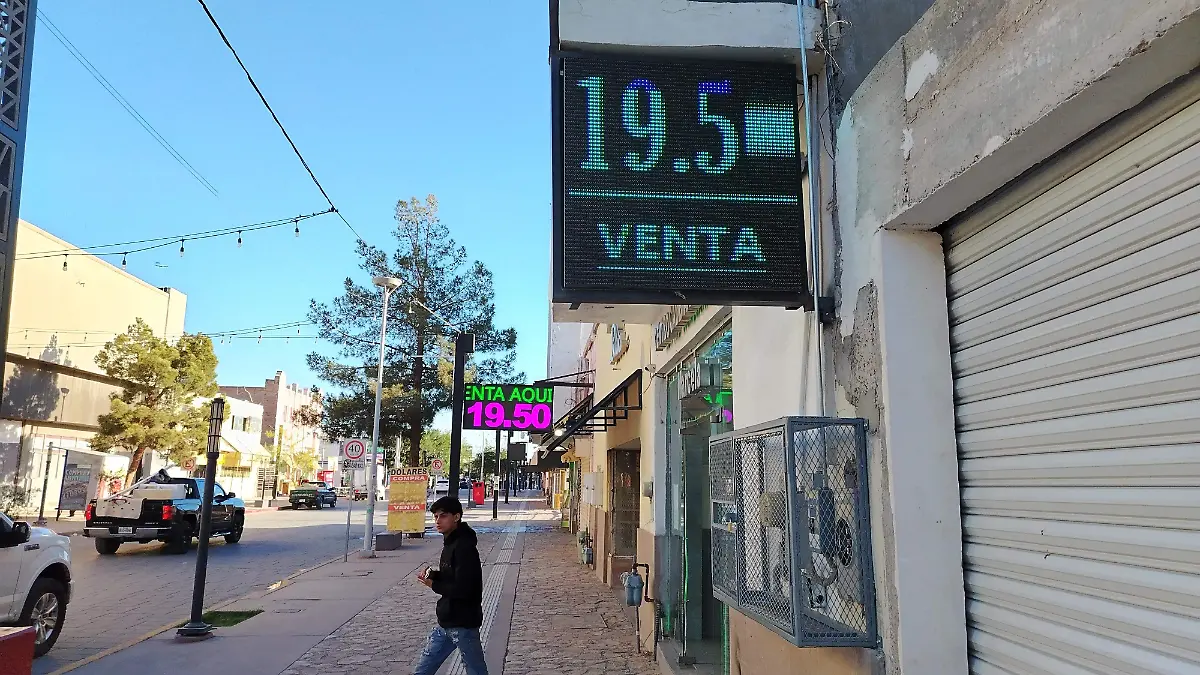 19.5
VENTA
ENTA AQUI
19.50
40
DOLARES
COMPRA
VENTA